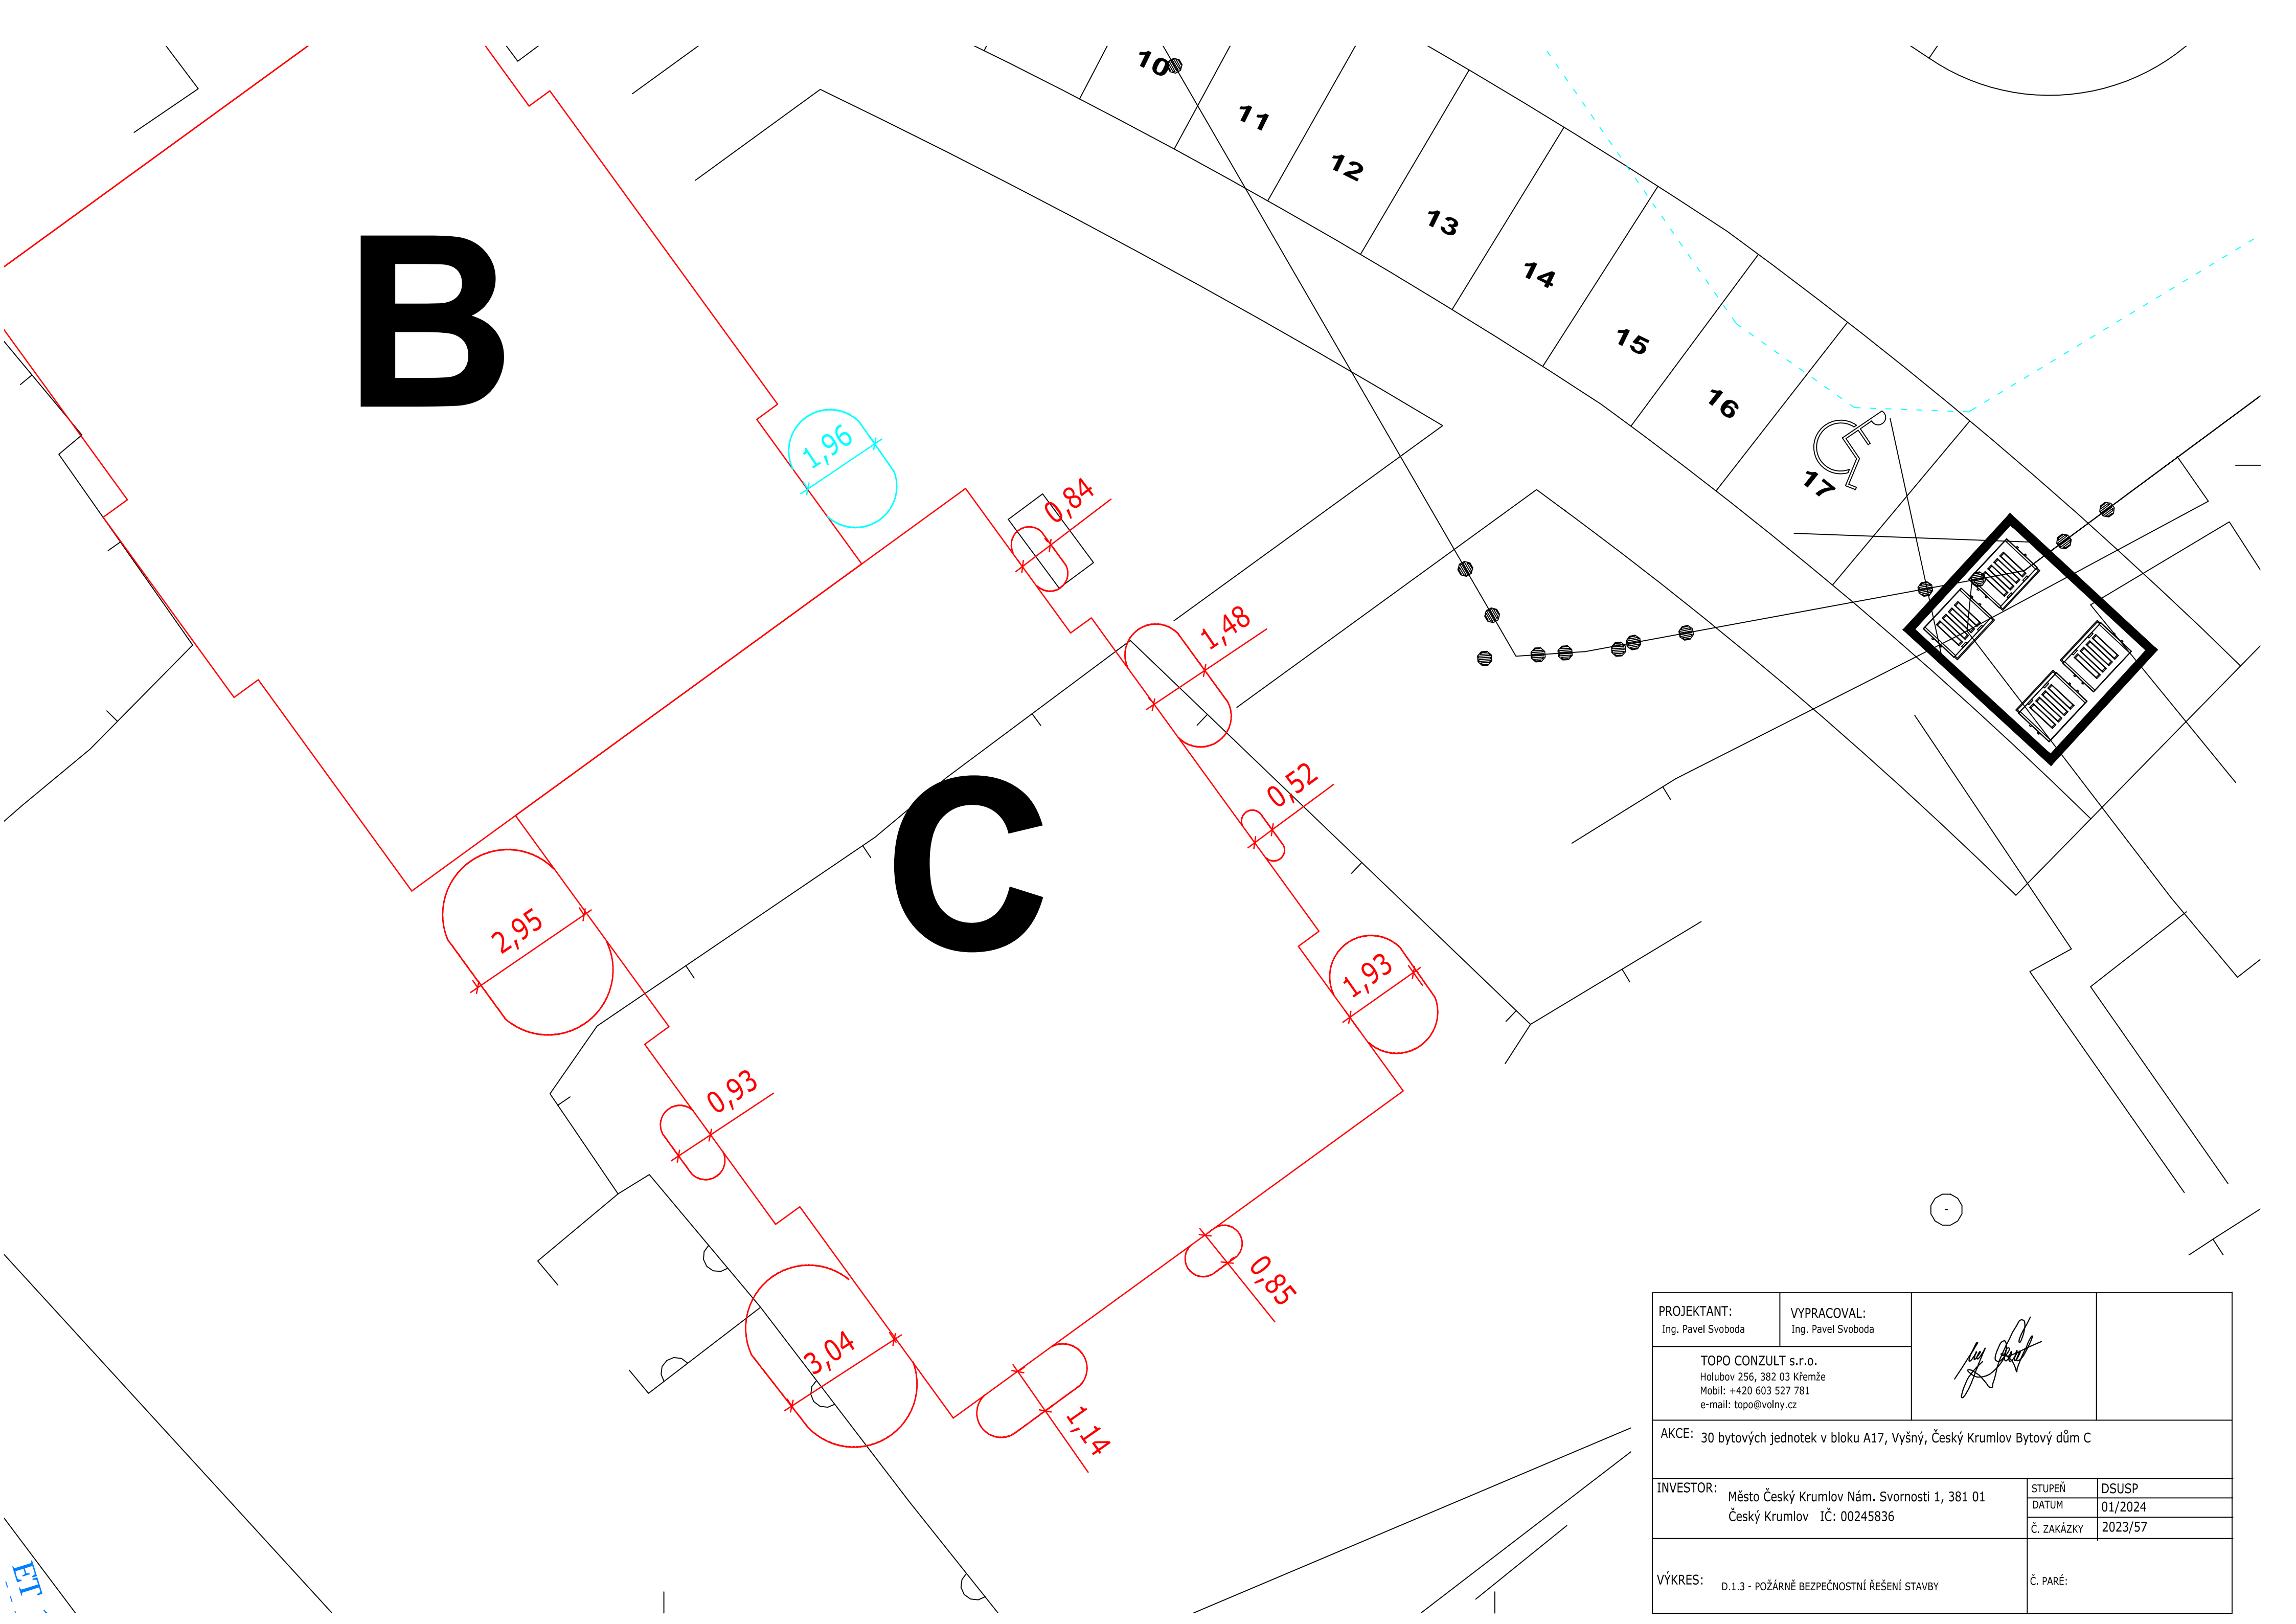 10
11
12
13
14
15
16
17
B
1,96
0,84
1,48
0,52
C
2,95
1,93
0,93
0,85
3,04
1,14
ET
PROJEKTANT:
Ing. Pavel Svoboda
VYPRACOVAL:
Ing. Pavel Svoboda
TOPO CONZULT s.r.o.
Holubov 256, 382 03 Křemže
Mobil: +420 603 527 781
e-mail: topo@volny.cz
AKCE: 30 bytových jednotek v bloku A17, Vyšný, Český Krumlov Bytový dům C
INVESTOR: Město Český Krumlov Nám. Svornosti 1, 381 01
Český Krumlov IČ: 00245836
STUPEŇ DSUSP
DATUM 01/2024
Č. ZAKÁZKY 2023/57
VÝKRES: D.1.3 - POŽÁRNĚ BEZPEČNOSTNÍ ŘEŠENÍ STAVBY
Č. PARÉ: